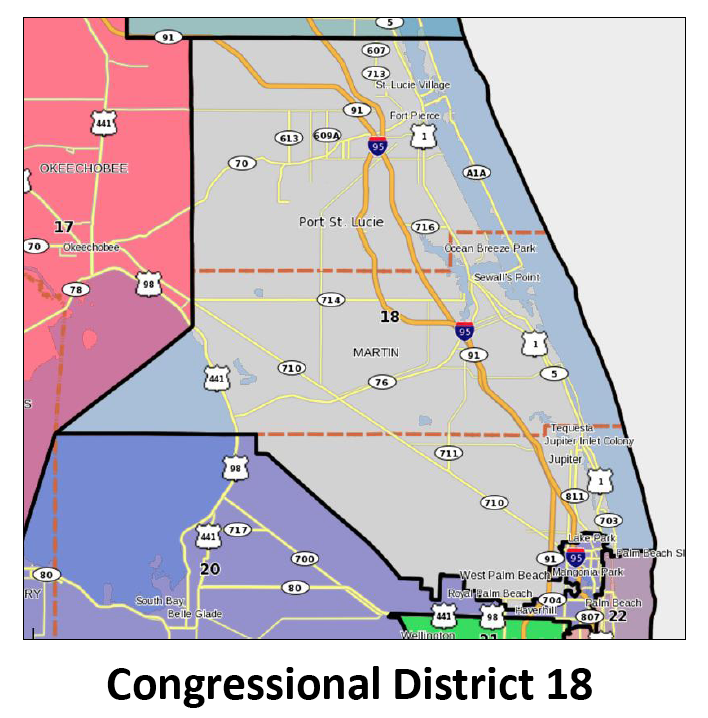 5
91
607
713
St. Lucie Village
441
91
Fort Pierce
1
613
609A
95
OKEECHOBEE
70
A1A
Port St. Lucie
716
17
70
Okeechobee
Ocean Breeze Park
Sewall's Point
98
78
714
18
95
1
MARTIN
91
441
710
76
5
S
Tequesta
Jupiter Inlet Colony
711
Jupiter
98
1
710
811
703
717
441
Lake Park
Palm Beach Sh
700
91
95
20
Mangonia Park
80
West Palm Beach
80
RY
Royal Palm Beach
South Bay
704
Palm Beach
Belle Glade
441
98
Haverhill
807
22
Wellington
21
Congressional District 18